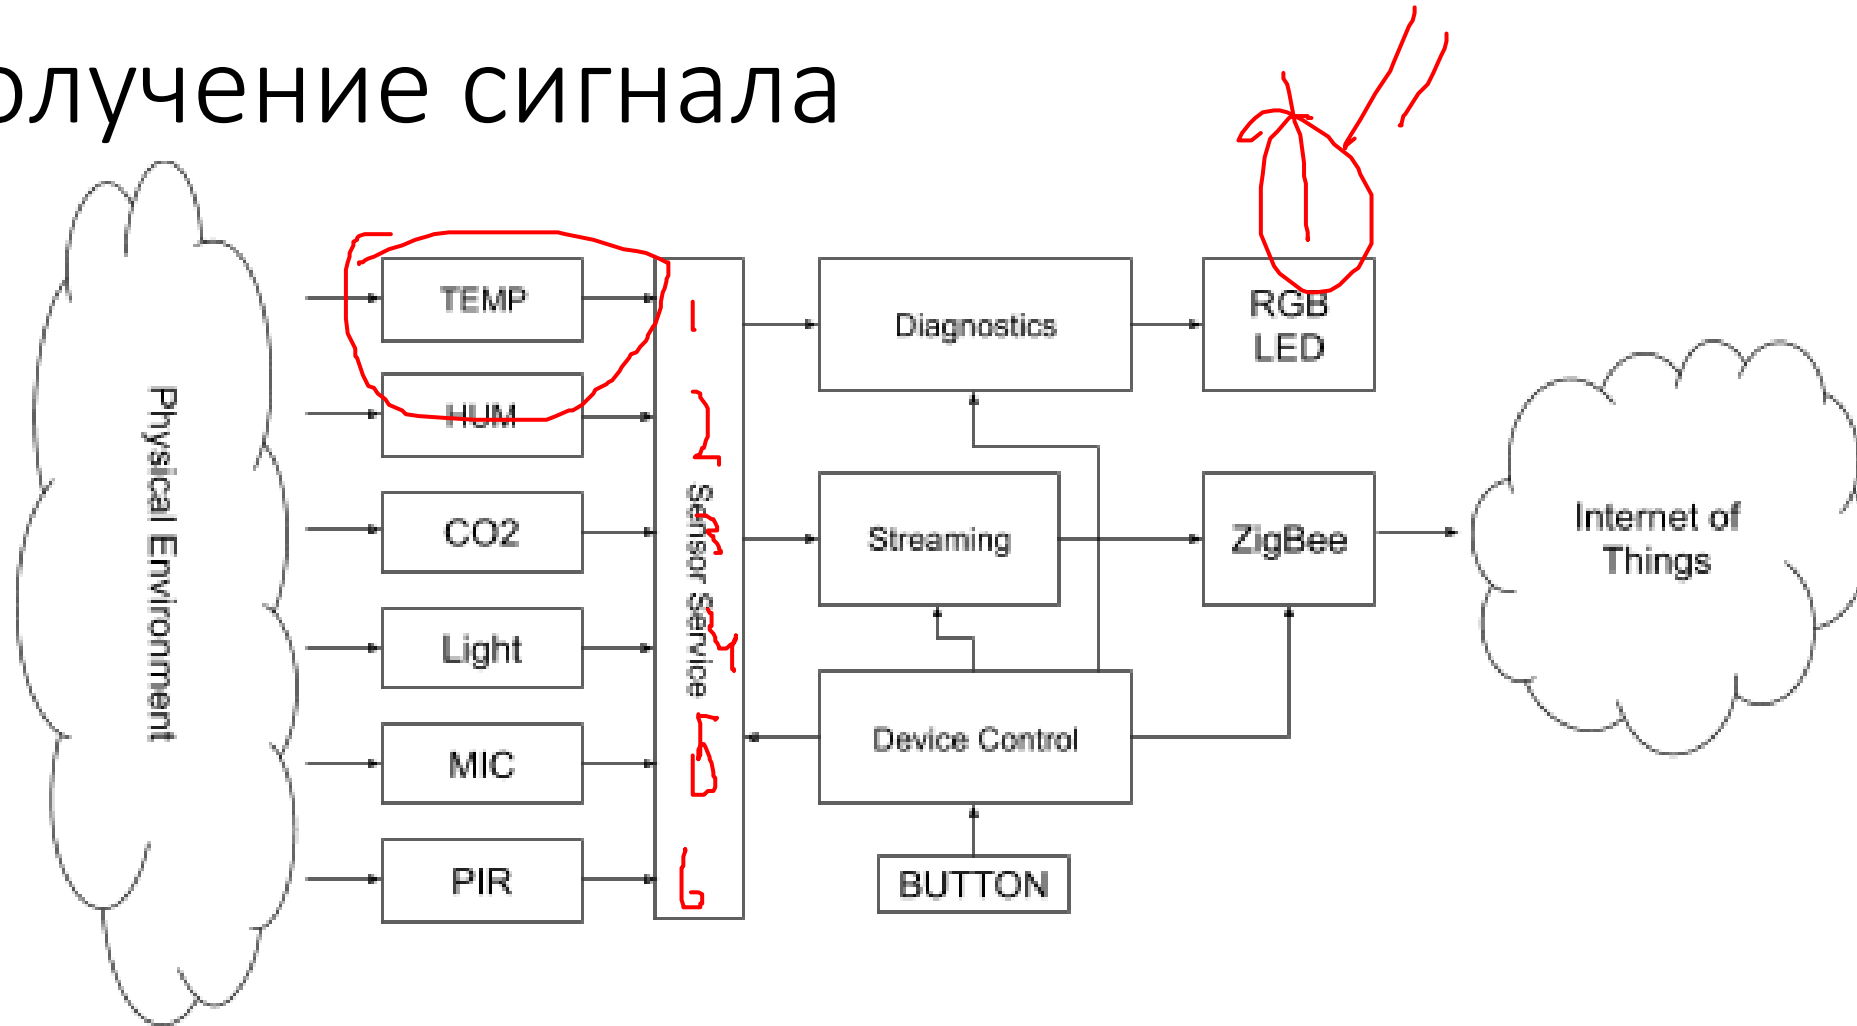 олучение сигнала
TEMP
1
Diagnostics
RGB
LED
HUM
2
Physical Environment
Sensor Service
CO2
3
Streaming
ZigBee
Internet of
Things
Light
4
MIC
5
Device Control
PIR
6
BUTTON